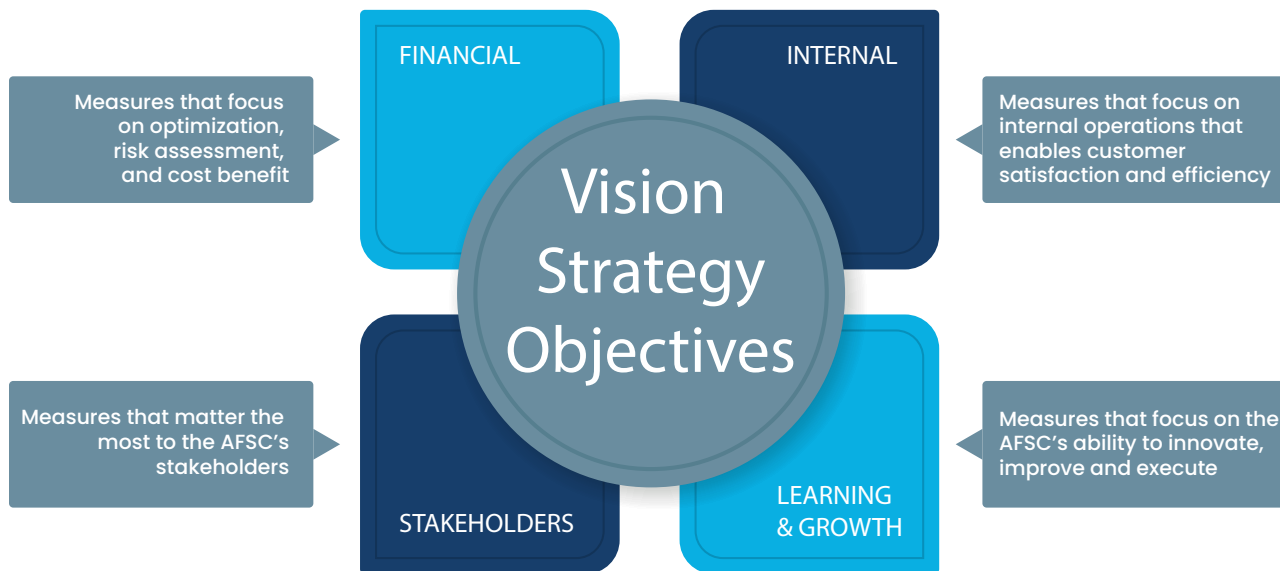 FINANCIAL
INTERNAL
Measures that focus
on optimization,
risk assessment,
and cost benefit
Measures that focus on
internal operations that
enables customer
satisfaction and efficiency
Vision
Strategy
Objectives
Measures that matter the
most to the AFSC’s
stakeholders
Measures that focus on the
AFSC’s ability to innovate,
improve and execute
STAKEHOLDERS
LEARNING
& GROWTH